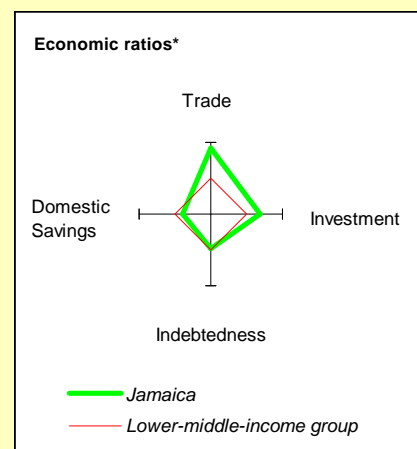 Economic ratios*
Trade
Domestic
Savings
Investment
Indebtedness
Jamaica
Lower-middle-income group